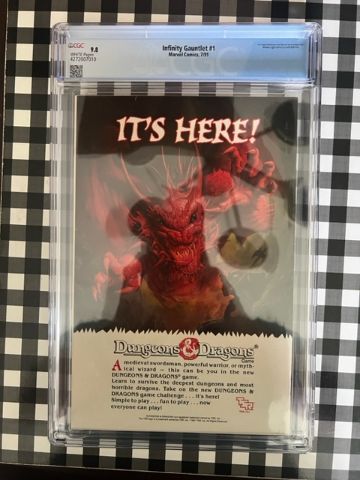 CGC
9.8
WHITE Pages
4272607010
Infinity Gauntlet #1
Marvel Comics, 7/91
IT'S HERE!
Dungeons & Dragons®
Game
A medieval swordsman, powerful warrior, or myth-
ical wizard — this can be you in the new
DUNGEONS & DRAGONS® game.
Learn to survive the deepest dungeons and most
horrible dragons. Take on the new DUNGEONS &
DRAGONS game challenge . . . it's here!
Simple to play . . . fun to play . . . now
everyone can play!